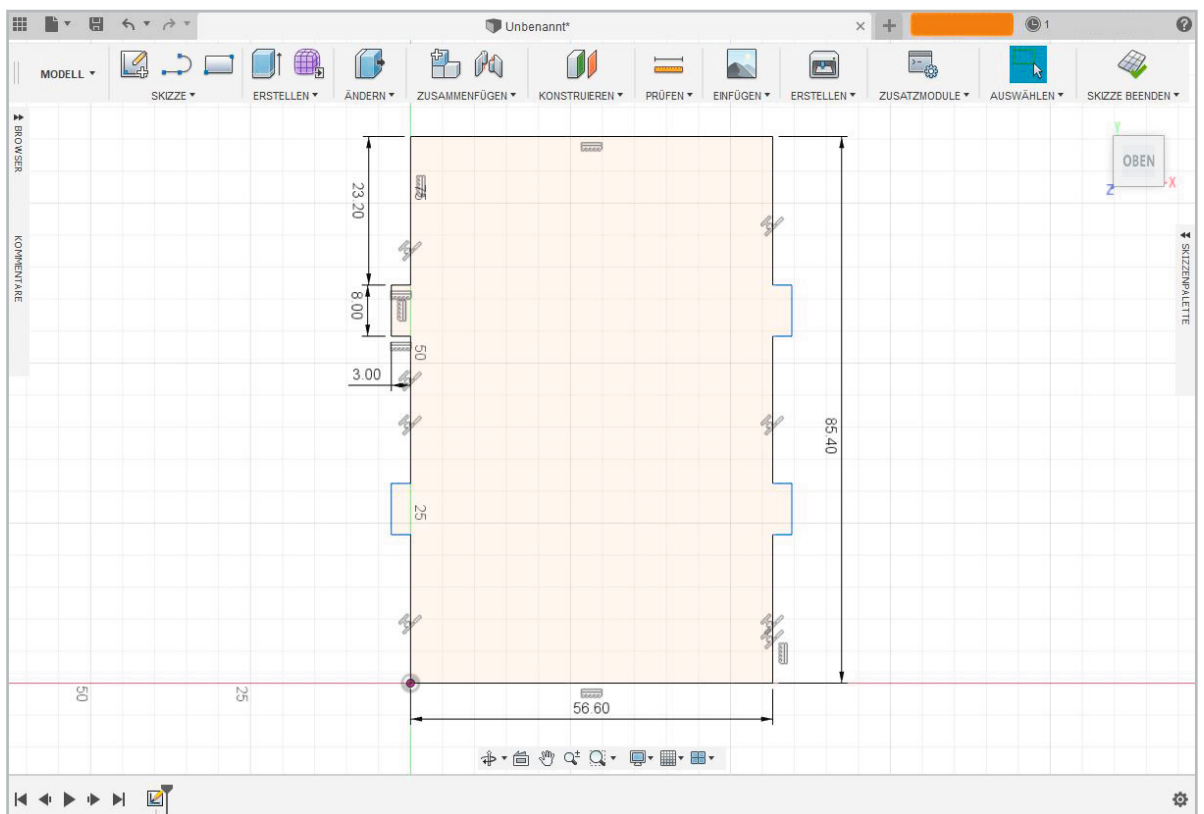 Unbenannt*
1
MODELL
SKIZZE
ERSTELLEN
ÄNDERN
ZUSAMMENFÜGEN
KONSTRUIEREN
PRÜFEN
EINFÜGEN
ERSTELLEN
ZUSATZMODULE
AUSWÄHLEN
SKIZZE BEENDEN
BROWSER
KOMMENTARE
SKIZZENPALETTE
Y
OBEN
Z
X
23.20
75
8.00
50
3.00
85.40
25
50
25
56.60